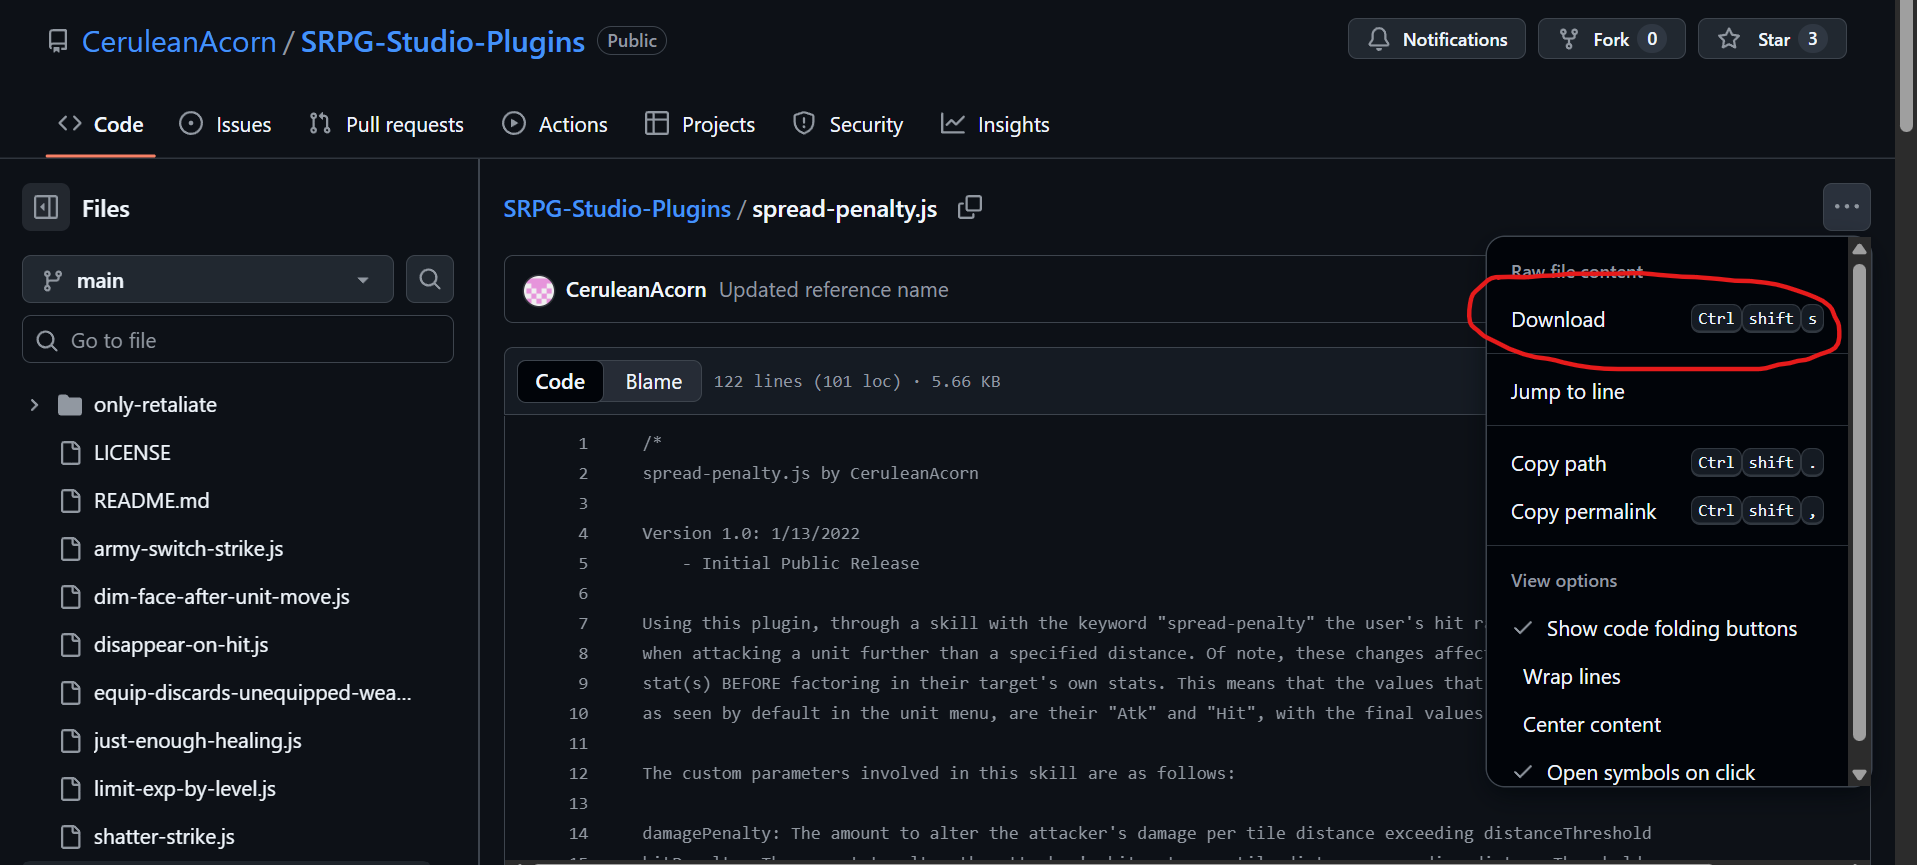 CeruleanAcorn / SRPG-Studio-Plugins Public
Notifications Fork 0 Star 3
Code Issues Pull requests Actions Projects Security Insights
Files
main
Go to file
only-retaliate
LICENSE
README.md
army-switch-strike.js
dim-face-after-unit-move.js
disappear-on-hit.js
equip-discards-unequipped-wea...
just-enough-healing.js
limit-exp-by-level.js
shatter-strike.js
SRPG-Studio-Plugins / spread-penalty.js
CeruleanAcorn Updated reference name
Code Blame 122 lines (101 loc) · 5.66 KB
1 /*
2 spread-penalty.js by CeruleanAcorn
3
4 Version 1.0: 1/13/2022
5 - Initial Public Release
6
7 Using this plugin, through a skill with the keyword "spread-penalty" the user's hit
8 when attacking a unit further than a specified distance. Of note, these changes
9 stat(s) BEFORE factoring in their target's own stats. This means that the values that
10 as seen by default in the unit menu, are their "Atk" and "Hit", with the final values
11
12 The custom parameters involved in this skill are as follows:
13
14 damagePenalty: The amount to alter the attacker's damage per tile distance exceeding distanceThreshold
Raw file content
Download Ctrl shift s
Jump to line
Copy path Ctrl shift .
Copy permalink Ctrl shift ,
View options
Show code folding buttons
Wrap lines
Center content
Open symbols on click